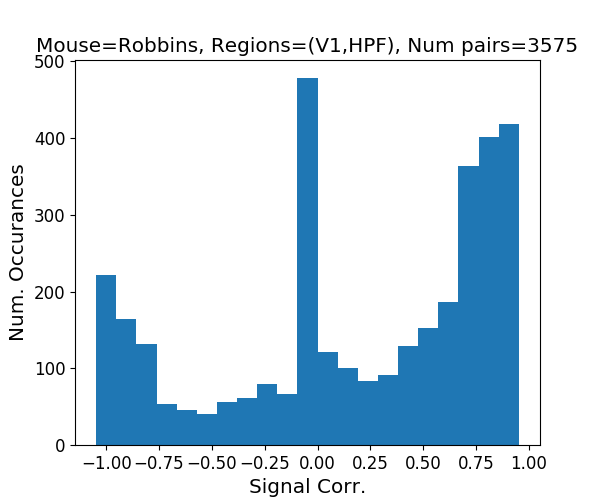 Mouse=Robbins, Regions=(V1,HPF), Num pairs=3575
500
400
300
200
100
0
Num. Occurances
−1.00 −0.75 −0.50 −0.25 0.00 0.25 0.50 0.75 1.00
Signal Corr.